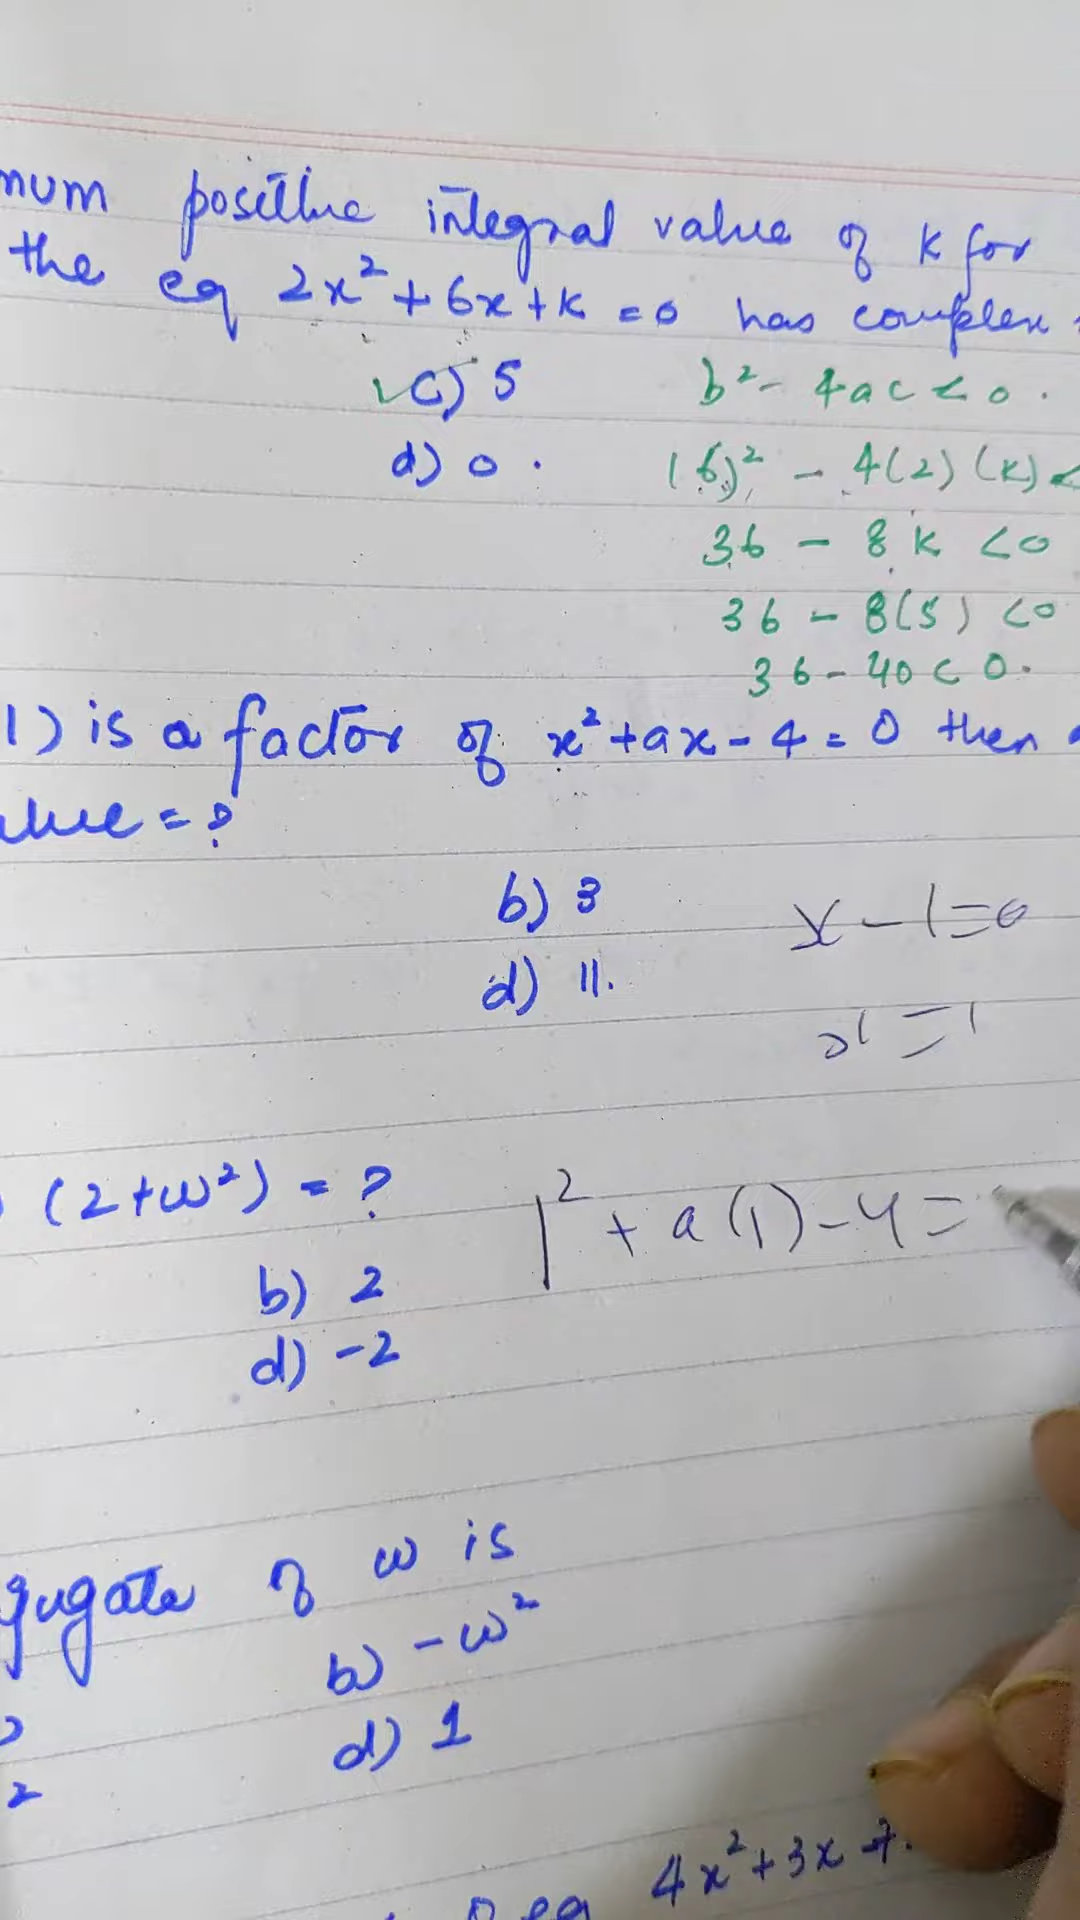 mum positive integral value of k for
the eq 2x² + 6x + k = 0 has complex
c) 5
b² - 4ac < 0.
d) 0.
(6)² - 4(2)(k) <
36 - 8k < 0
36 - 8(5) < 0
36 - 40 < 0.
1) is a factor of x² + ax - 4 = 0 then
value = ?
b) 3
x - 1 = 0
d) 11.
x = 1
(2+ω²) = ?
1² + a(1) - 4 =
b) 2
d) -2
jugate of ω is
b) -ω²
d) 1
2
4x² + 3x + 7.
eq